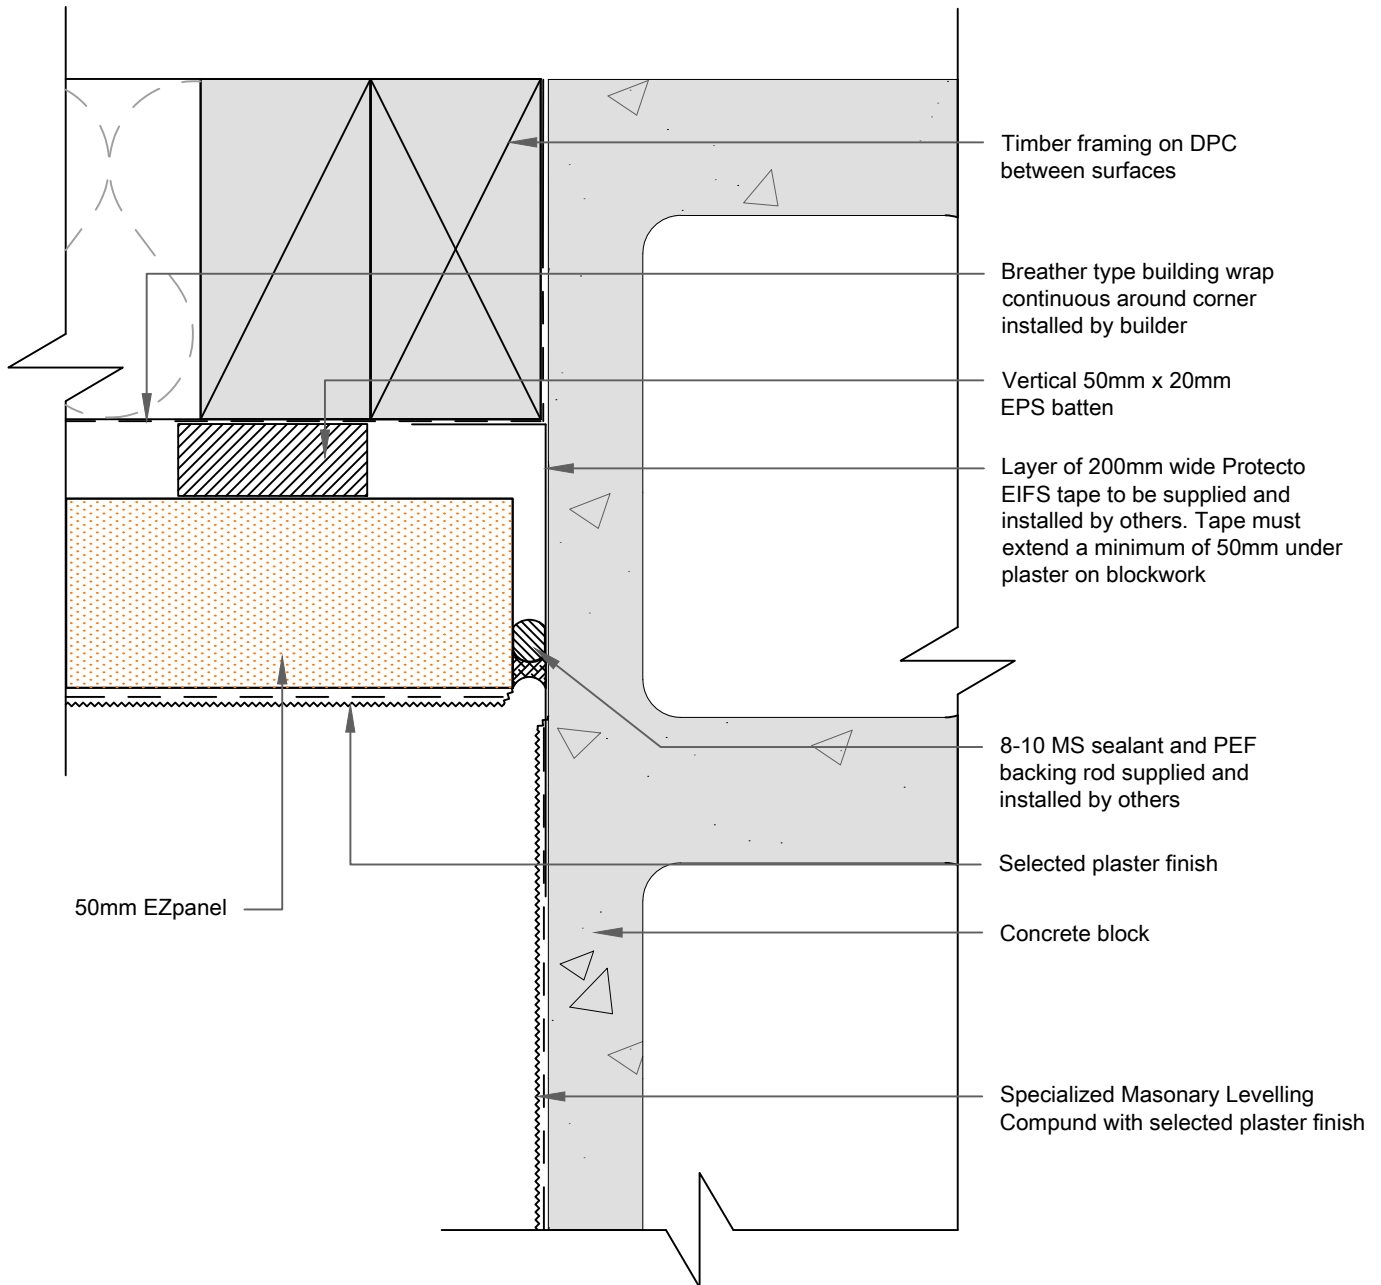 Timber framing on DPC
between surfaces
Breather type building wrap
continuous around corner
installed by builder
Vertical 50mm x 20mm
EPS batten
Layer of 200mm wide Protecto
EIFS tape to be supplied and
installed by others. Tape must
extend a minimum of 50mm under
plaster on blockwork
8-10 MS sealant and PEF
backing rod supplied and
installed by others
Selected plaster finish
50mm EZpanel
Concrete block
Specialized Masonary Levelling
Compund with selected plaster finish